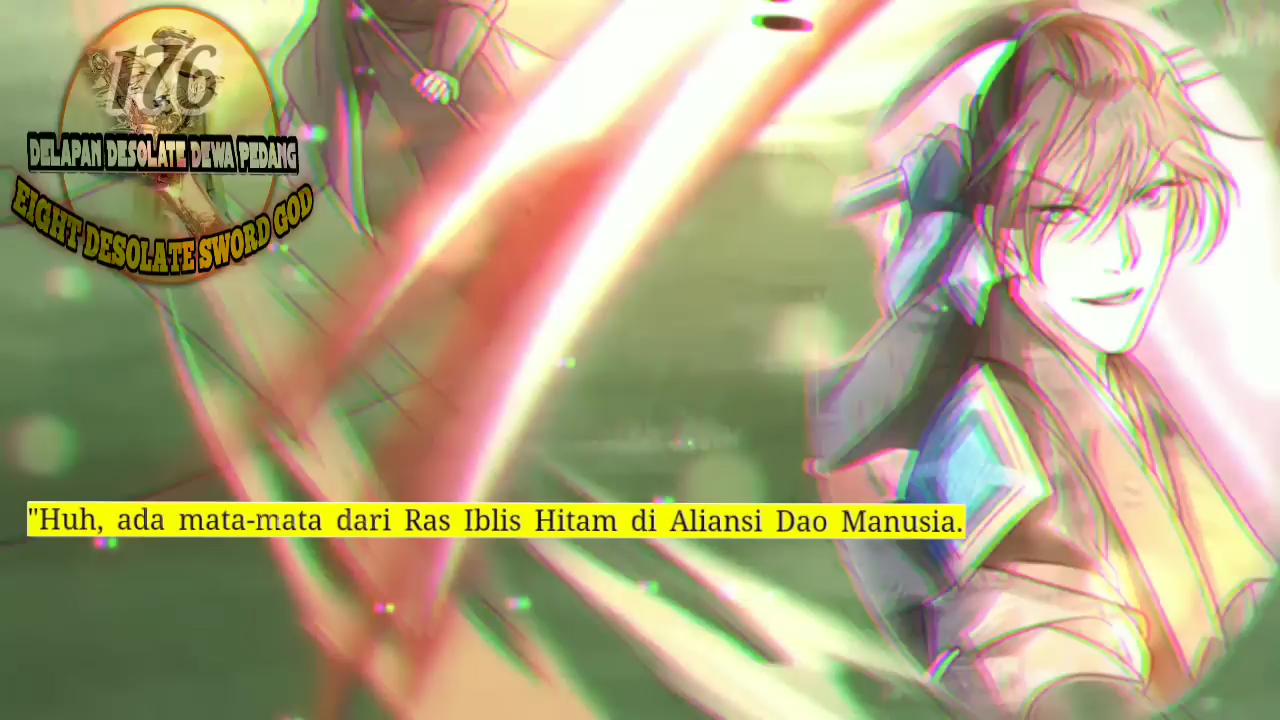 176
DELAPAN DESOLATE DEWA PEDANG
EIGHT DESOLATE SWORD GOD
"Huh, ada mata-mata dari Ras Iblis Hitam di Aliansi Dao Manusia.